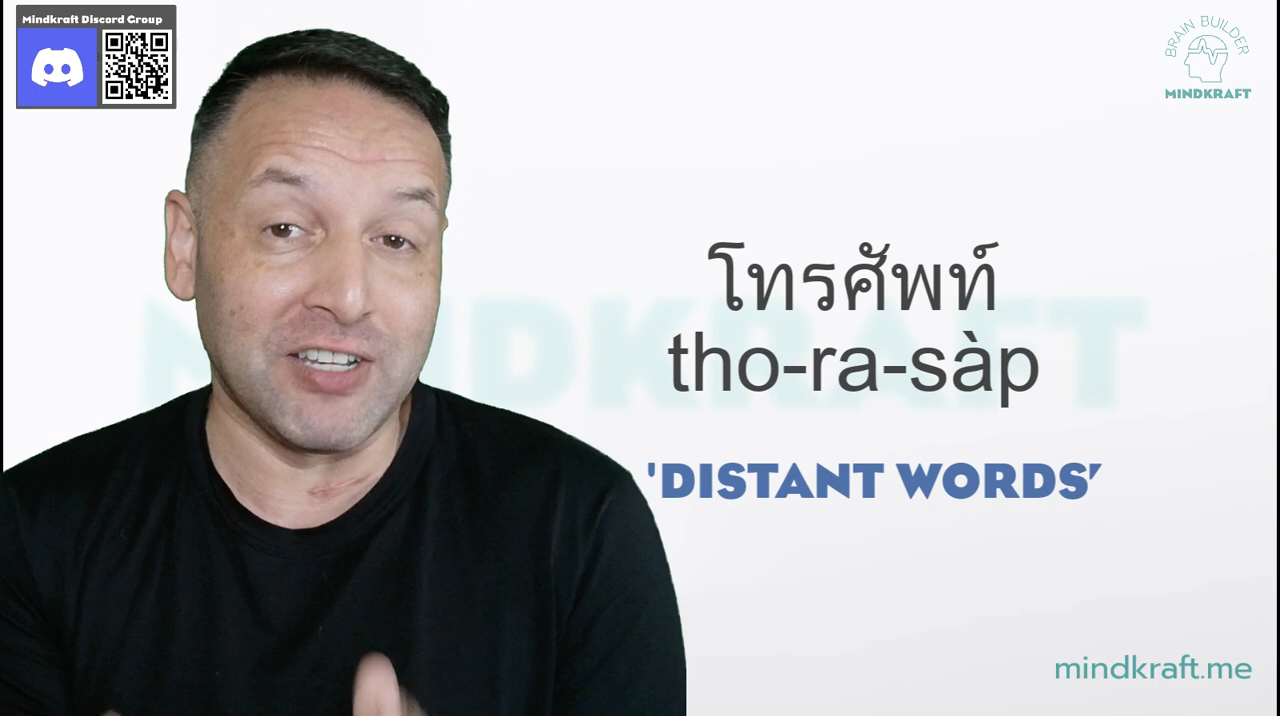 Mindkraft Discord Group
BRAIN BUILDER
MINDKRAFT
โทรศัพท์
tho-ra-sàp
'DISTANT WORDS’
MINDKRAFT
mindkraft.me